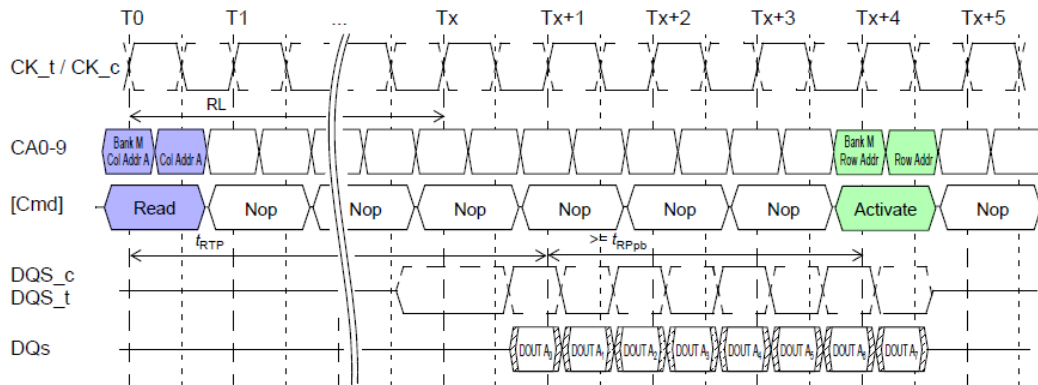 T0 T1 ... Tx Tx+1 Tx+2 Tx+3 Tx+4 Tx+5
CK_t / CK_c
RL
CA0-9 Bank M Col Addr A Col Addr A Bank M Row Addr Row Addr
[Cmd] Read Nop Nop Nop Nop Nop Nop Activate Nop
tRTP >= tRPpb
DQS_c
DQS_t
DQs DOUT A0 DOUT A1 DOUT A2 DOUT A3 DOUT A4 DOUT A5 DOUT A6 DOUT A7